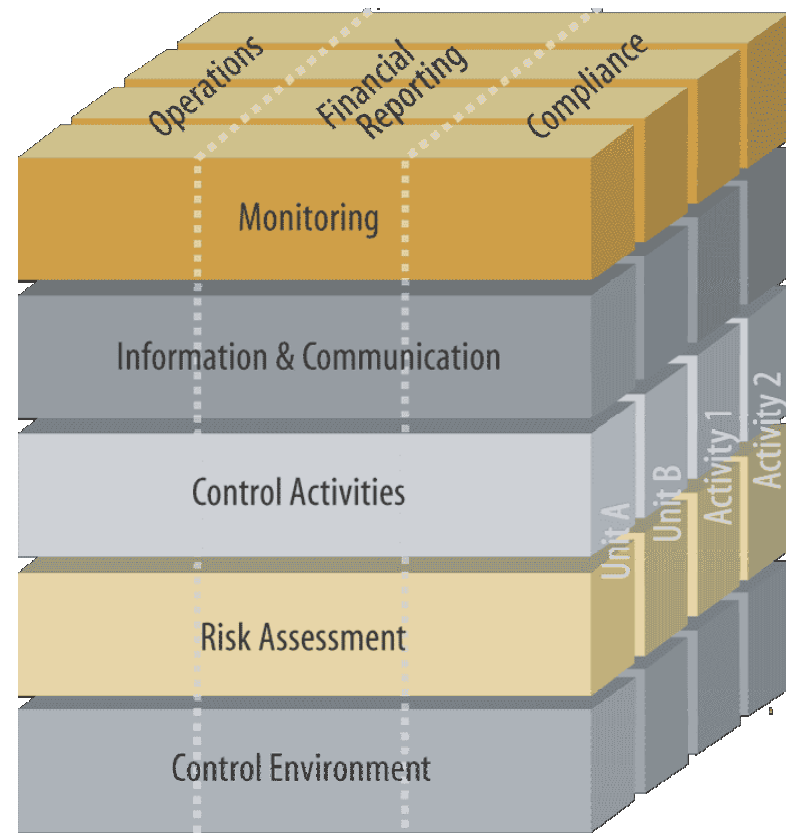 Operations
Financial
Reporting
Compliance
Monitoring
Information & Communication
Control Activities
Risk Assessment
Control Environment
Unit A
Unit B
Activity 1
Activity 2